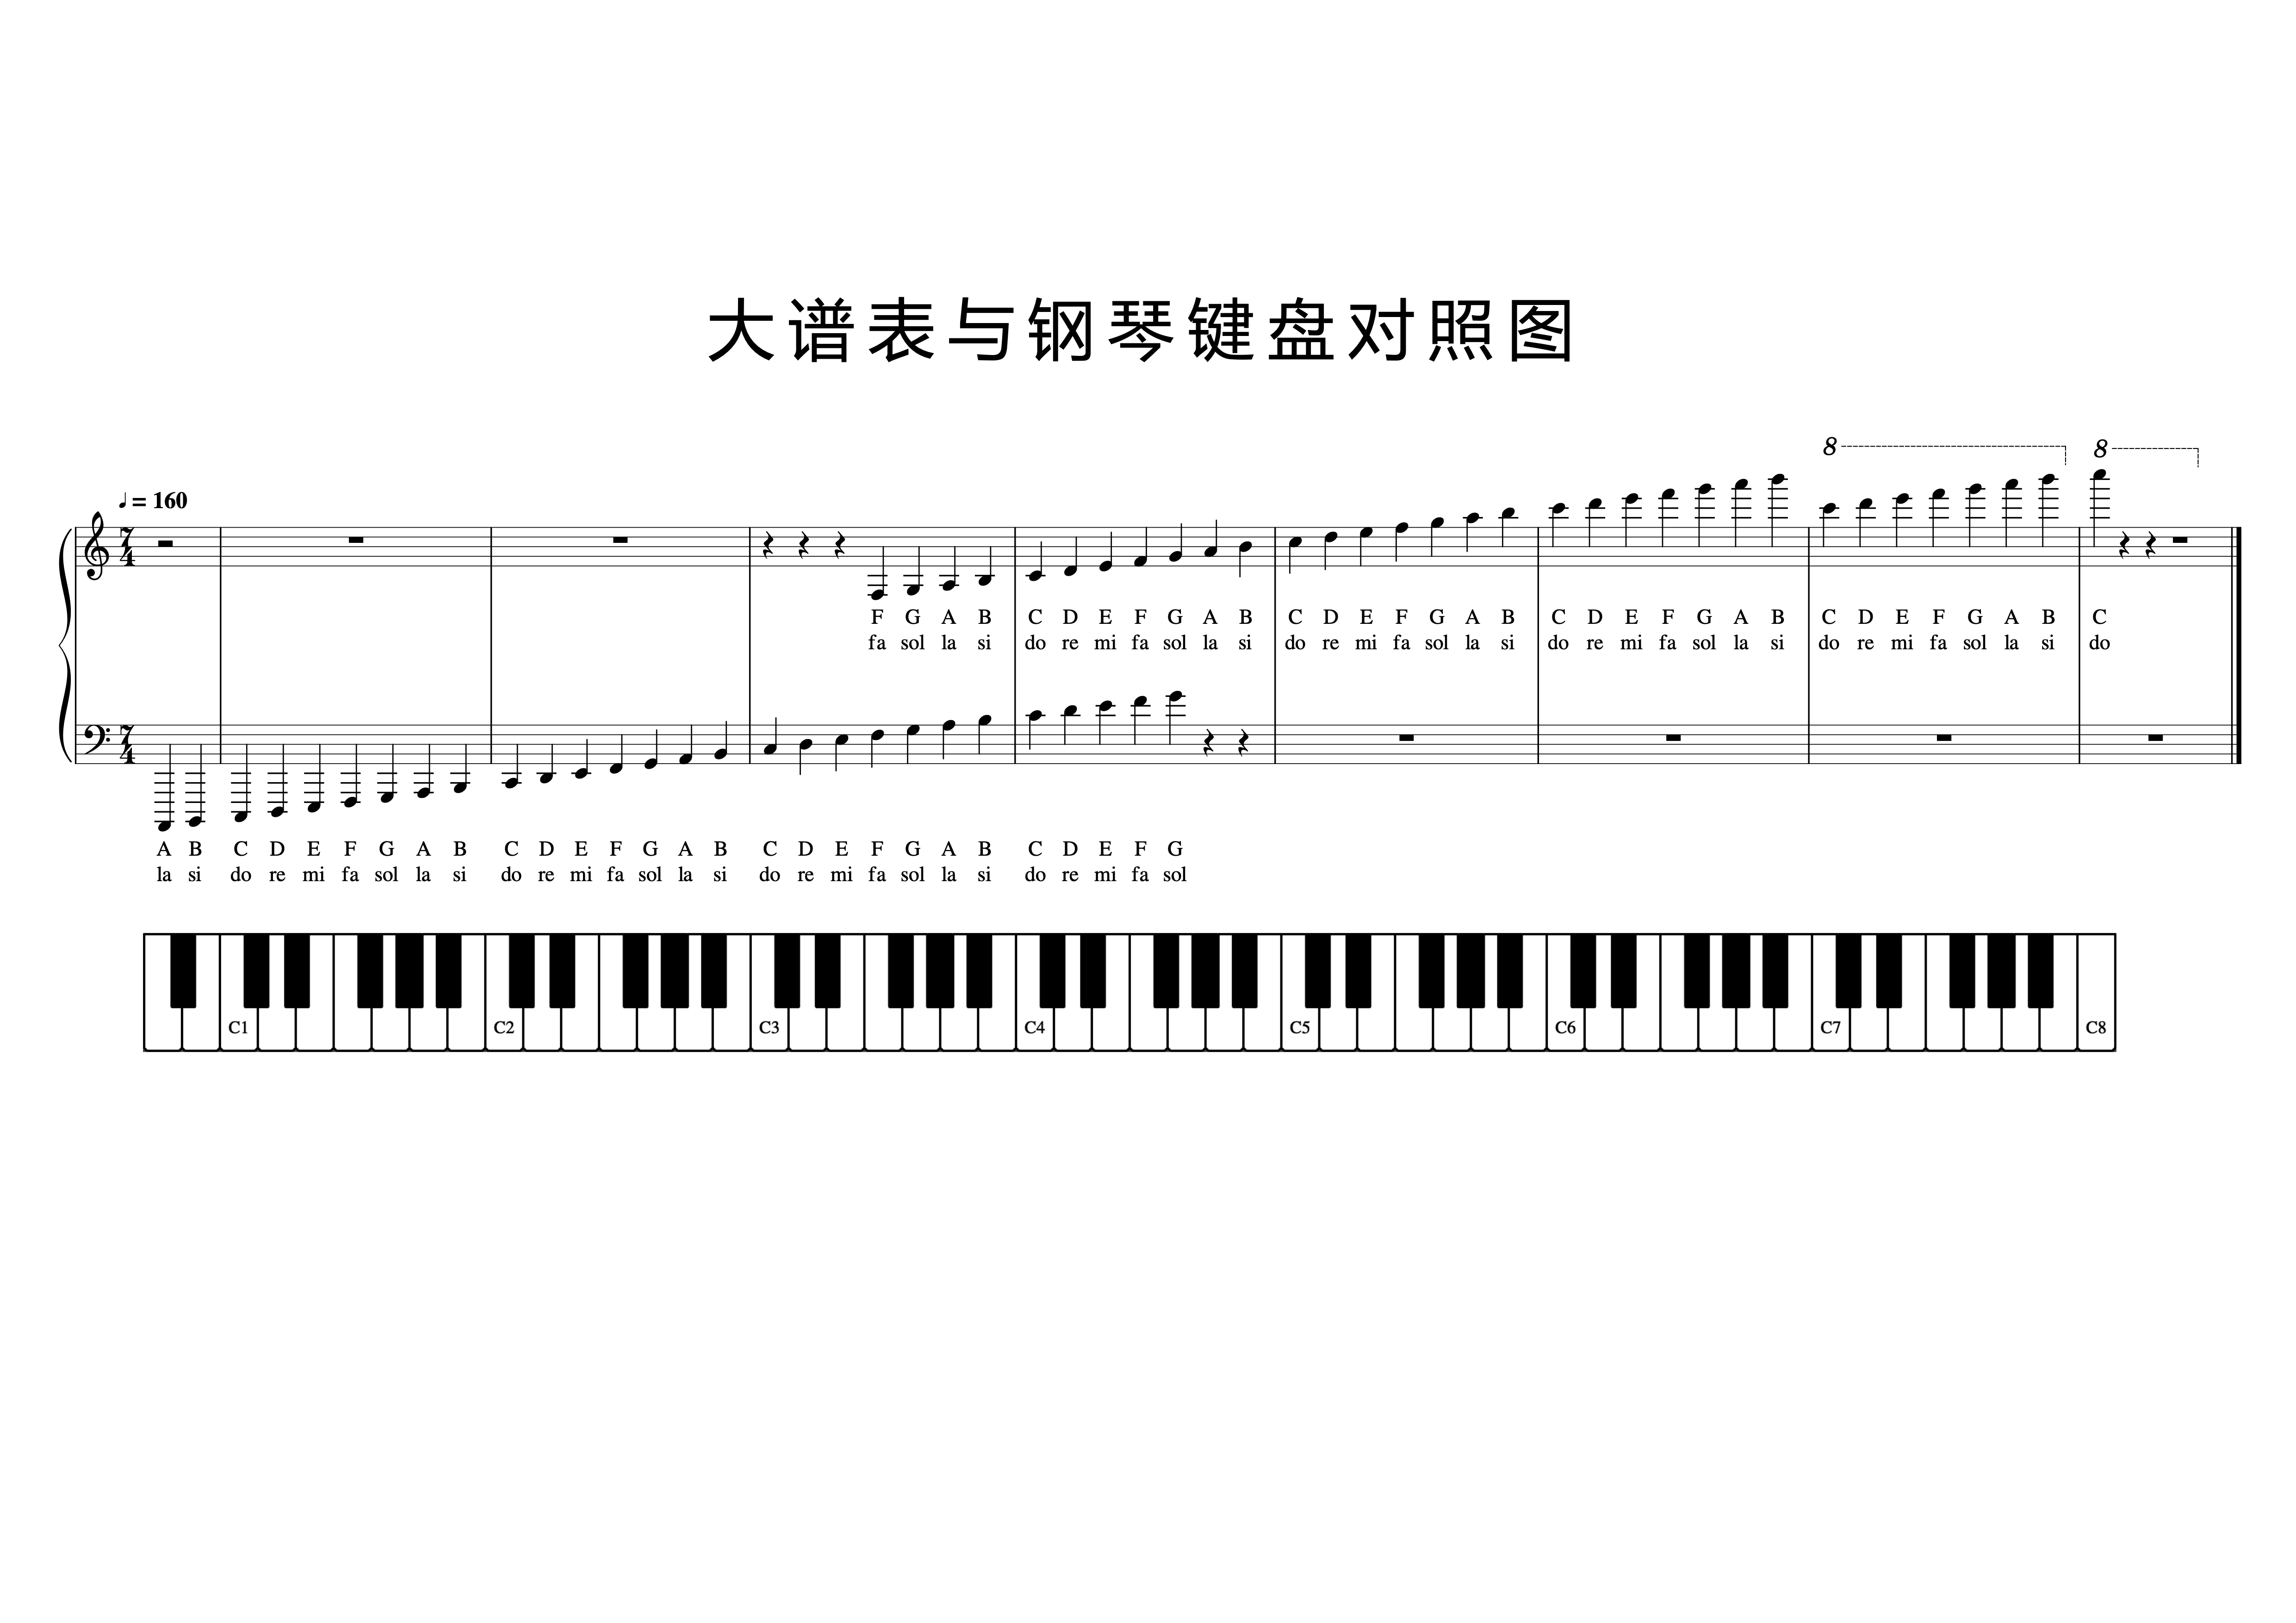 大谱表与钢琴键盘对照图
8 8
♩= 160
7 4
F G A B C D E F G A B C D E F G A B C D E F G A B C D E F G A B C
fa sol la si do re mi fa sol la si do re mi fa sol la si do re mi fa sol la si do re mi fa sol la si do
7 4
A B C D E F G A B C D E F G A B C D E F G A B C D E F G
la si do re mi fa sol la si do re mi fa sol la si do re mi fa sol la si do re mi fa sol
C1 C2 C3 C4 C5 C6 C7 C8